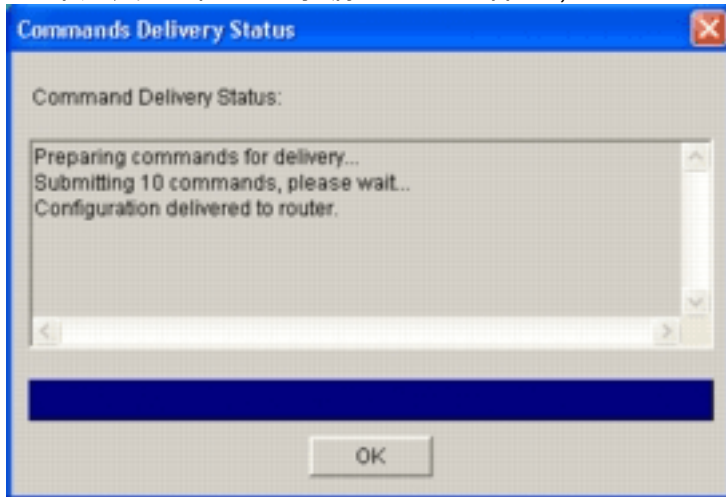 Commands Delivery Status
Command Delivery Status:
Preparing commands for delivery...
Submitting 10 commands, please wait...
Configuration delivered to router.
OK